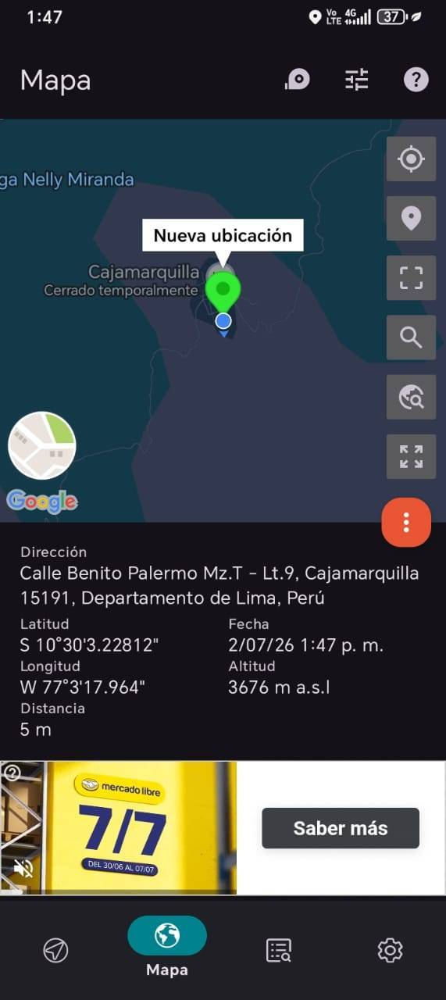 1:47
Vo LTE 4G 37
Mapa
ga Nelly Miranda
Nueva ubicación
Cajamarquilla
Cerrado temporalmente
Google
Dirección
Calle Benito Palermo Mz.T - Lt.9, Cajamarquilla
15191, Departamento de Lima, Perú
Latitud
S 10°30'3.22812"
Fecha
2/07/26 1:47 p. m.
Longitud
W 77°3'17.964"
Altitud
3676 m a.s.l
Distancia
5 m
mercado libre
7/7
DEL 30/06 AL 07/07
Saber más
Mapa